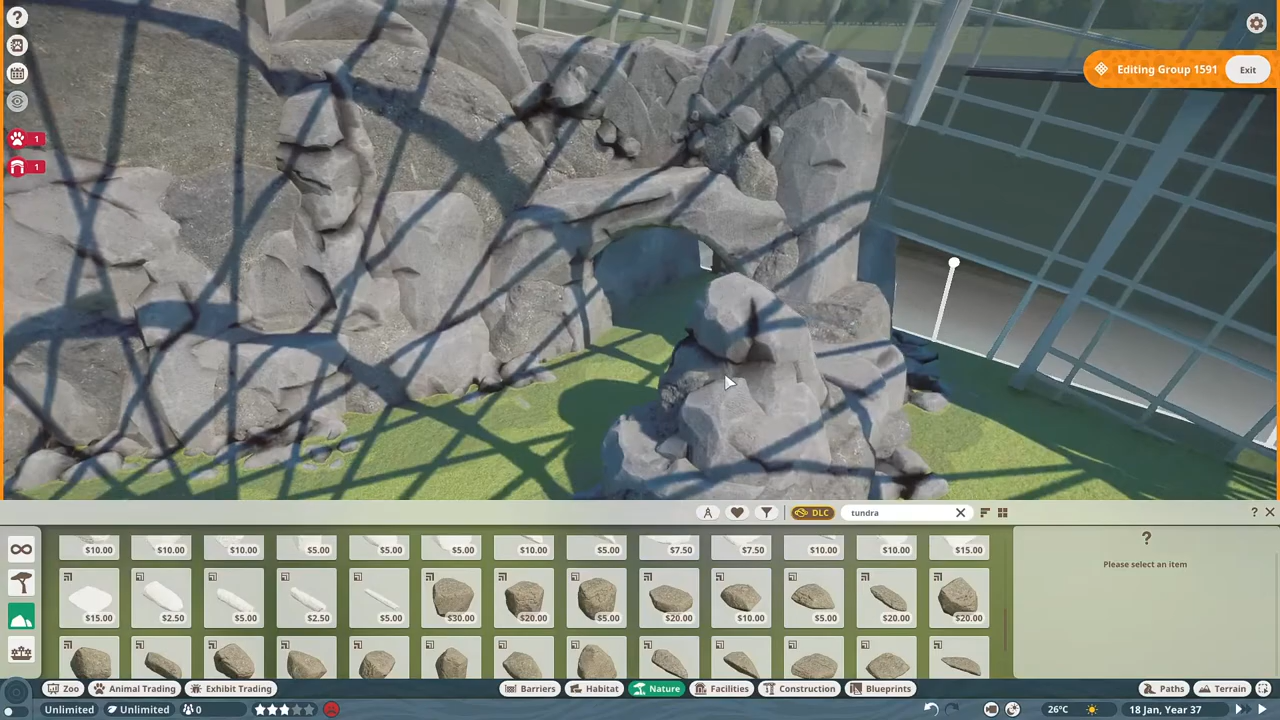 ?
Editing Group 1591
Exit
1
1
DLC
tundra
?
$10.00
$10.00
$10.00
$5.00
$5.00
$5.00
$10.00
$5.00
$7.50
$7.50
$10.00
$10.00
$15.00
?
Please select an item
$15.00
$2.50
$5.00
$2.50
$5.00
$30.00
$20.00
$5.00
$20.00
$10.00
$5.00
$20.00
$20.00
Zoo
Animal Trading
Exhibit Trading
Barriers
Habitat
Nature
Facilities
Construction
Blueprints
Paths
Terrain
Unlimited
Unlimited
0
26°C
18 Jan, Year 37